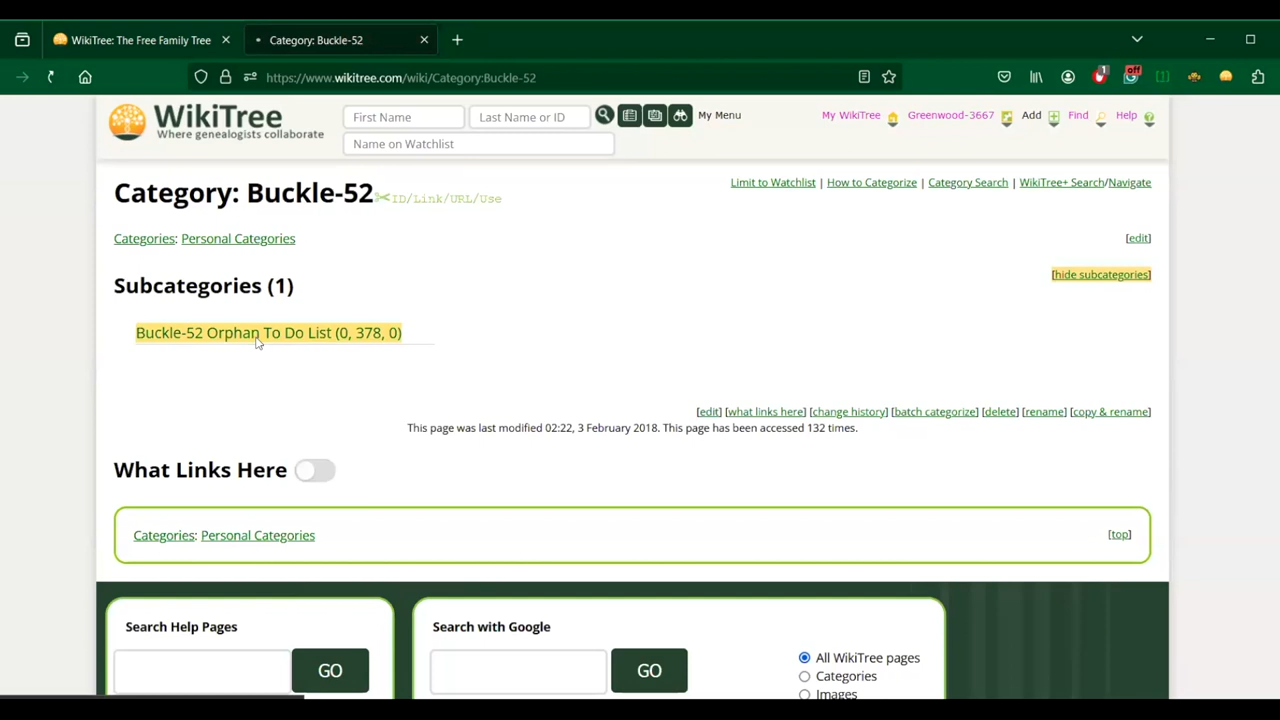 WikiTree: The Free Family Tree
Category: Buckle-52
https://www.wikitree.com/wiki/Category:Buckle-52
1
off
WikiTree
Where genealogists collaborate
First Name
Last Name or ID
My Menu
Name on Watchlist
My WikiTree
Greenwood-3667
Add
Find
Help
Category: Buckle-52
ID/Link/URL/Use
Limit to Watchlist | How to Categorize | Category Search | WikiTree+ Search/Navigate
Categories: Personal Categories
[edit]
Subcategories (1)
[hide subcategories]
Buckle-52 Orphan To Do List (0, 378, 0)
[edit] [what links here] [change history] [batch categorize] [delete] [rename] [copy & rename]
This page was last modified 02:22, 3 February 2018. This page has been accessed 132 times.
What Links Here
Categories: Personal Categories
[top]
Search Help Pages
GO
Search with Google
GO
All WikiTree pages
Categories
Images